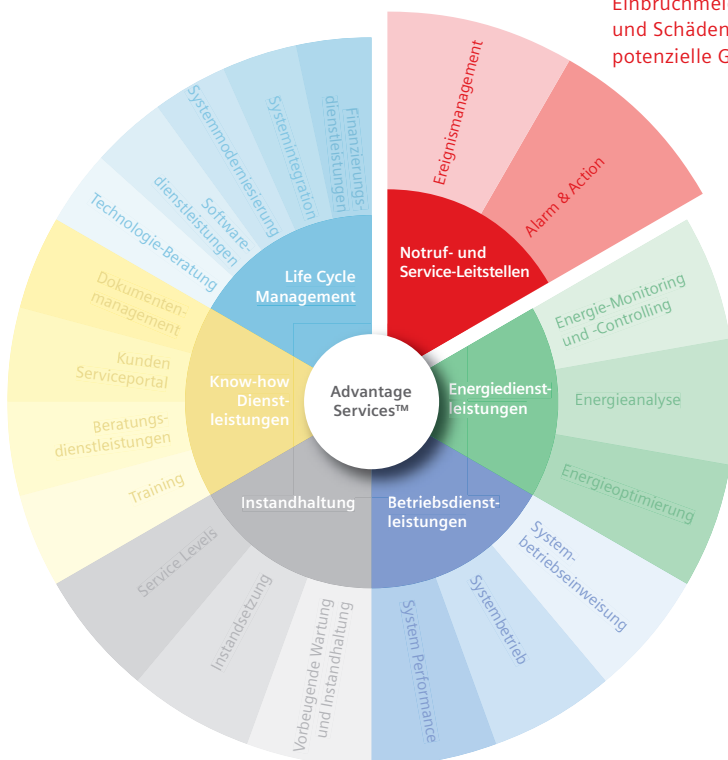 Einbruchmel
und Schäden
potenzielle G
Ereignismanagement
Alarm & Action
Notruf- und
Service-Leitstellen
Energie-Monitoring
und -Controlling
Energieanalyse
Energieoptimierung
Energiedienst-
leistungen
System-
betriebseinweisung
Systembetrieb
System Performance
Betriebsdienst-
leistungen
Vorbeugende Wartung
und Instandhaltung
Instandsetzung
Service Levels
Instandhaltung
Training
Beratungs-
dienstleistungen
Kunden
Serviceportal
Dokumenten-
management
Know-how
Dienst-
leistungen
Technologie-Beratung
Software-
dienstleistungen
Systemmoderniesierung
Systemintegration
Finanzierungs-
dienstleistungen
Life Cycle
Management
Advantage
Services™